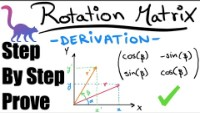 Rotation Matrix
-DERIVATION-
Step
By Step
Prove
y
x
(cos(β) -sin(β)
sin(β) cos(β))